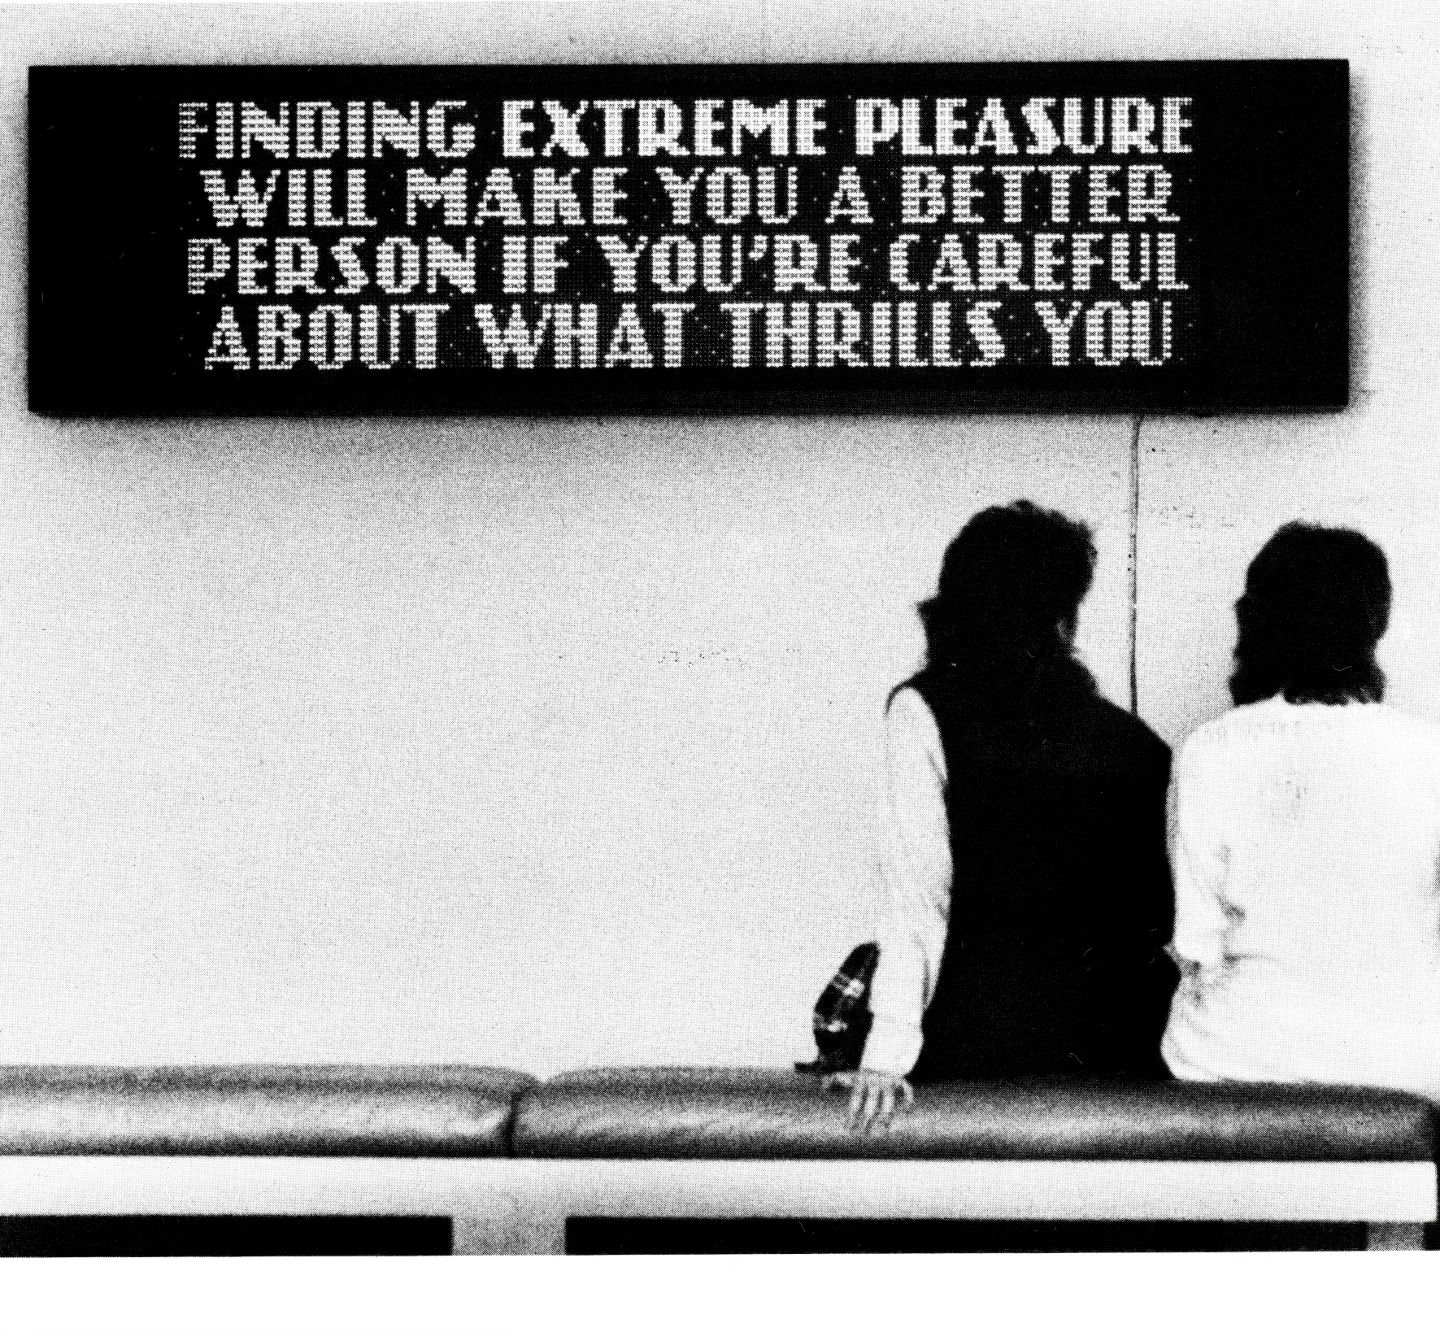 FINDING EXTREME PLEASURE
WILL MAKE YOU A BETTER
PERSON IF YOU'RE CAREFUL
ABOUT WHAT THRILLS YOU